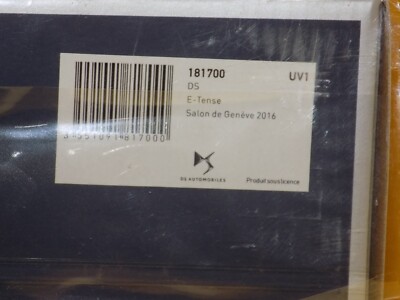 181700 UV1
DS
E-Tense
Salon de Genève 2016
DS AUTOMOBILES
Produit sous licence